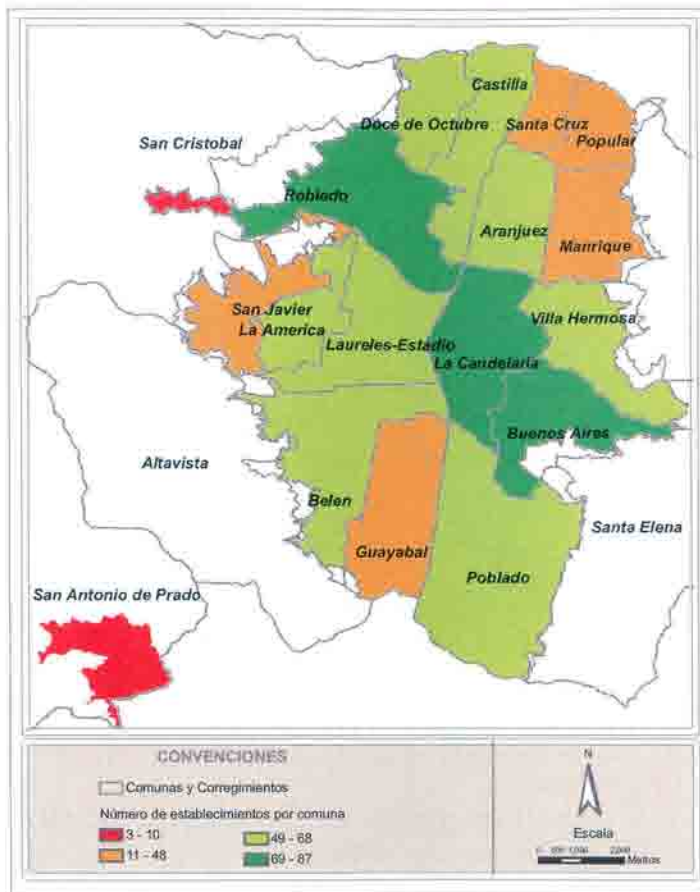 Castilla
Doce de Octubre
Santa Cruz
Popular
San Cristobal
Robledo
Aranjuez
Manrique
San Javier
La America
Villa Hermosa
Laureles-Estadio
La Candelaria
Buenos Aires
Altavista
Belen
Santa Elena
Guayabal
Poblado
San Antonio de Prado
CONVENCIONES
Comunas y Corregimientos
Número de establecimientos por comuna
3 - 10
49 - 68
11 - 48
69 - 87
N
Escala
Metros